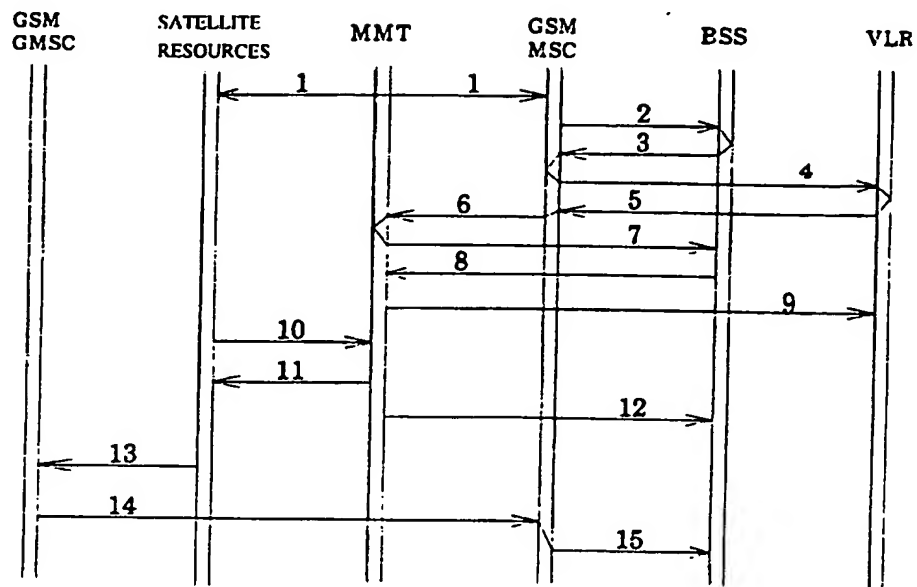 GSM
GMSC
SATELLITE
RESOURCES
MMT
GSM
MSC
BSS
VLR
1
1
2
3
4
5
6
7
8
9
10
11
12
13
14
15